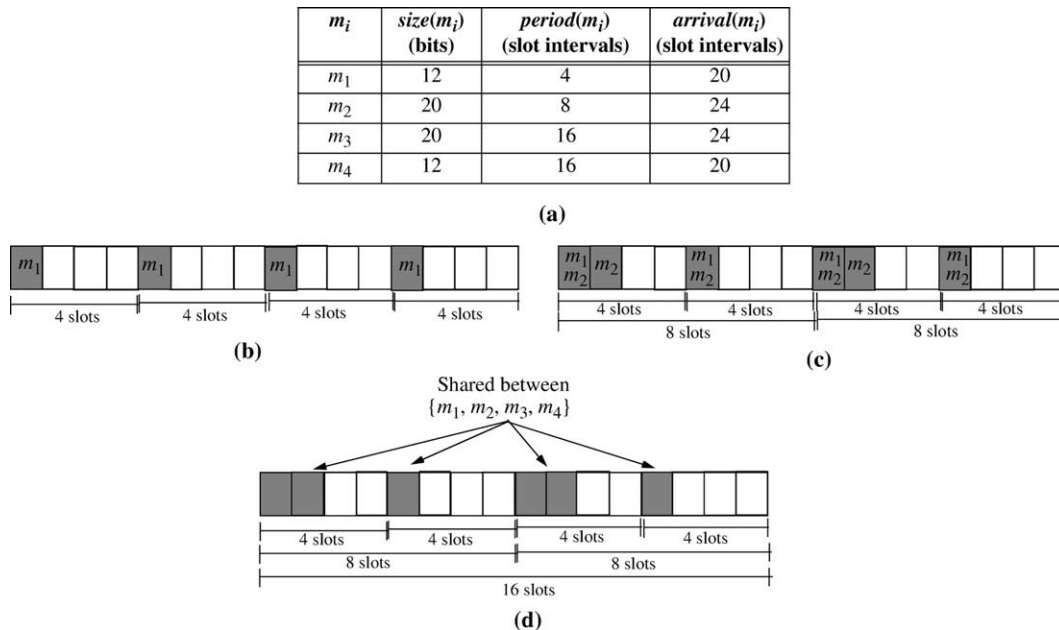 mᵢ size(mᵢ) (bits) period(mᵢ) (slot intervals) arrival(mᵢ) (slot intervals)
m₁ 12 4 20
m₂ 20 8 24
m₃ 20 16 24
m₄ 12 16 20
(a)
m₁ m₁ m₁ m₁
4 slots 4 slots 4 slots 4 slots
(b)
m₁ m₂ m₂ m₁ m₂ m₁ m₂ m₂ m₁ m₂
4 slots 4 slots 4 slots 4 slots
8 slots 8 slots
(c)
Shared between
{m₁, m₂, m₃, m₄}
4 slots 4 slots 4 slots 4 slots
8 slots 8 slots
16 slots
(d)